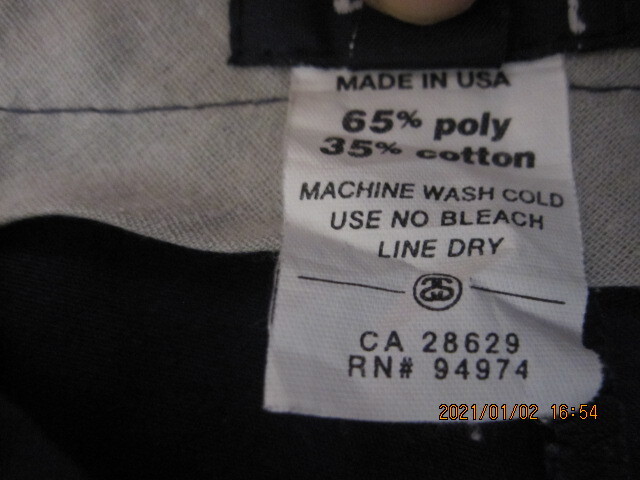 MADE IN USA
65% poly
35% cotton
MACHINE WASH COLD
USE NO BLEACH
LINE DRY
CA 28629
RN# 94974
2021/01/02 16:54